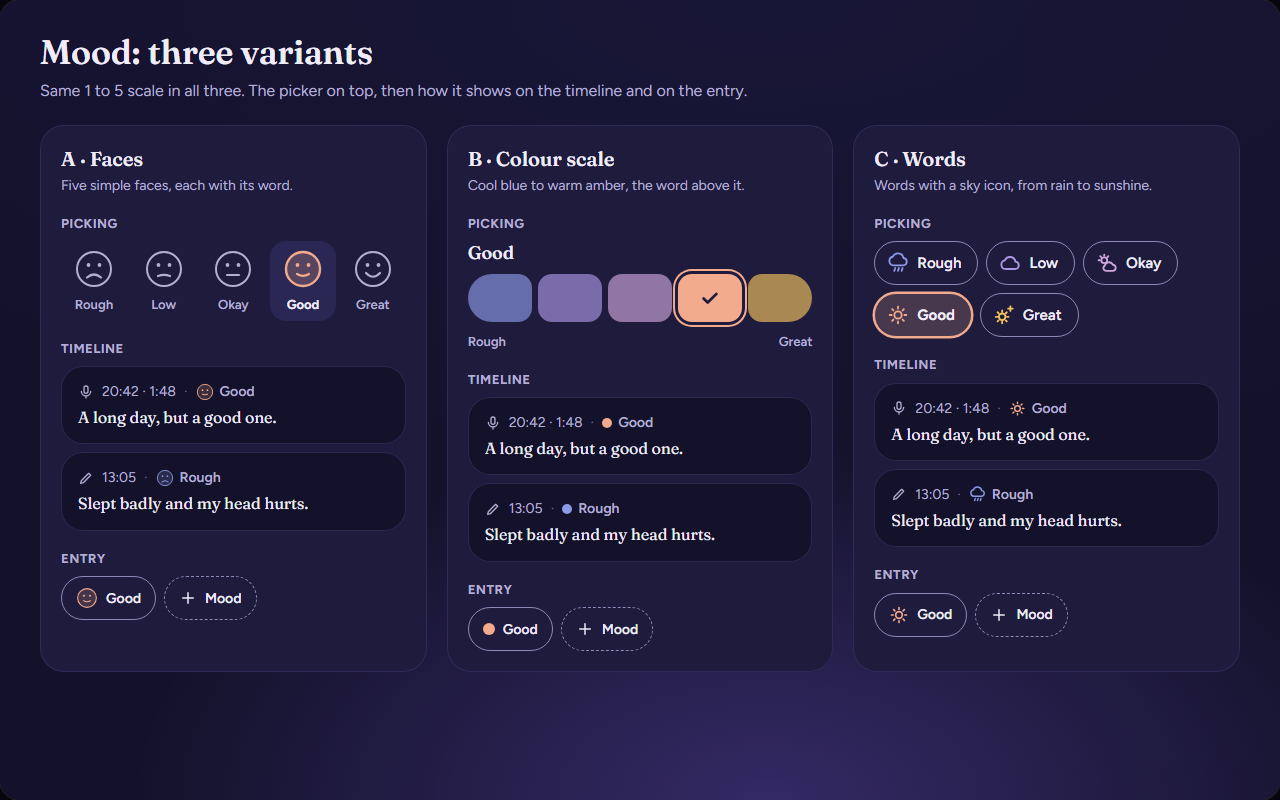 Mood: three variants
Same 1 to 5 scale in all three. The picker on top, then how it shows on the timeline and on the entry.
A · Faces
Five simple faces, each with its word.
PICKING
Rough Low Okay Good Great
TIMELINE
20:42 · 1:48 · Good
A long day, but a good one.
13:05 · Rough
Slept badly and my head hurts.
ENTRY
Good + Mood
B · Colour scale
Cool blue to warm amber, the word above it.
PICKING
Good
Rough Great
TIMELINE
20:42 · 1:48 · Good
A long day, but a good one.
13:05 · Rough
Slept badly and my head hurts.
ENTRY
Good + Mood
C · Words
Words with a sky icon, from rain to sunshine.
PICKING
Rough Low Okay
Good Great
TIMELINE
20:42 · 1:48 · Good
A long day, but a good one.
13:05 · Rough
Slept badly and my head hurts.
ENTRY
Good + Mood